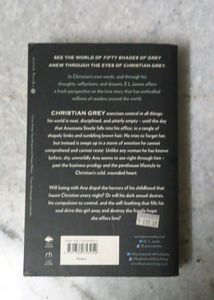 SEE THE WORLD OF FIFTY SHADES OF GREY
ANEW THROUGH THE EYES OF CHRISTIAN GREY.
In Christian's own words, and through his
thoughts, reflections, and dreams, E L James offers
a fresh perspective on the love story that has enthralled
millions of readers around the world.
CHRISTIAN GREY exercises control in all things;
his world is neat, disciplined, and utterly empty—until the day
that Anastasia Steele falls into his office, in a tangle of
shapely limbs and tumbling brown hair. He tries to forget her,
but instead is swept up in a storm of emotion he cannot
comprehend and cannot resist. Unlike any woman he has known
before, shy, unworldly Ana seems to see right through him—
past the business prodigy and the penthouse lifestyle to
Christian's cold, wounded heart.
Will being with Ana dispel the horrors of his childhood that
haunt Christian every night? Or will his dark sexual desires,
his compulsion to control, and the self-loathing that fills his
soul drive this girl away and destroy the fragile hope
she offers him?